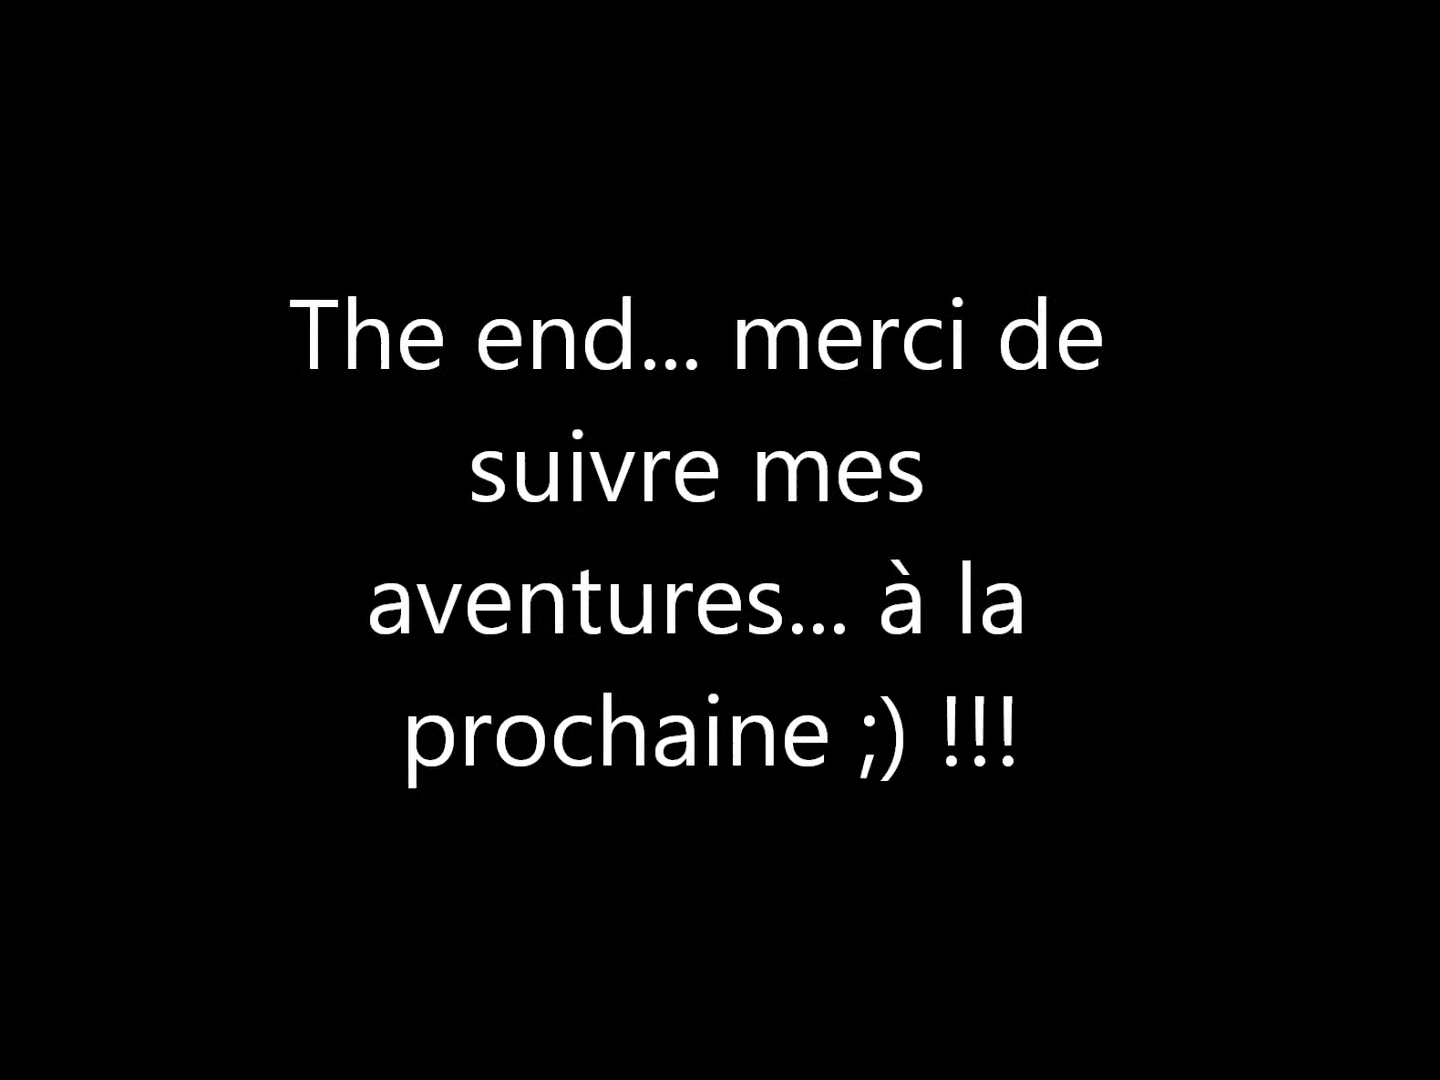 The end... merci de
suivre mes
aventures... à la
prochaine ;) !!!